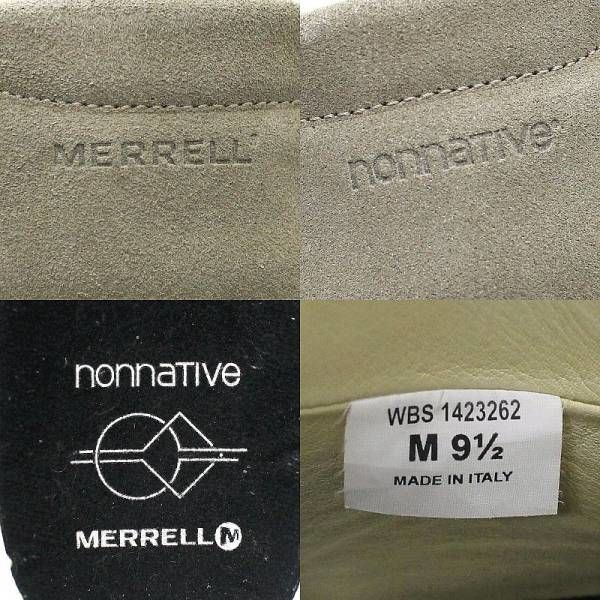 MERRELL
nonnative
nonnative
MERRELL M
WBS 1423262
M 9½
MADE IN ITALY